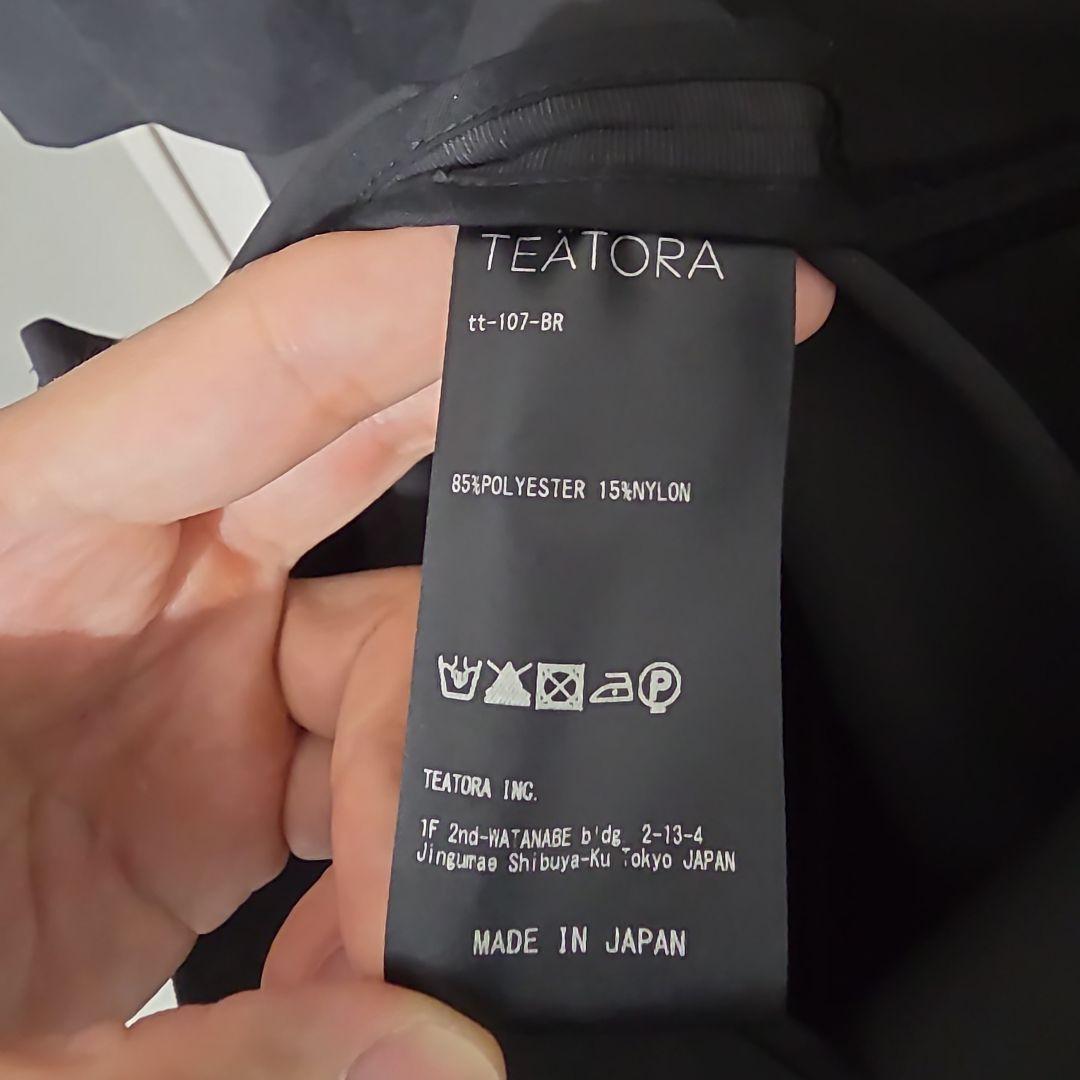 TEÄTORA
tt-107-BR
85%POLYESTER 15%NYLON
P
TEATORA INC.
1F 2nd-WATANABE b'dg 2-13-4
Jingumae Shibuya-Ku Tokyo JAPAN
MADE IN JAPAN